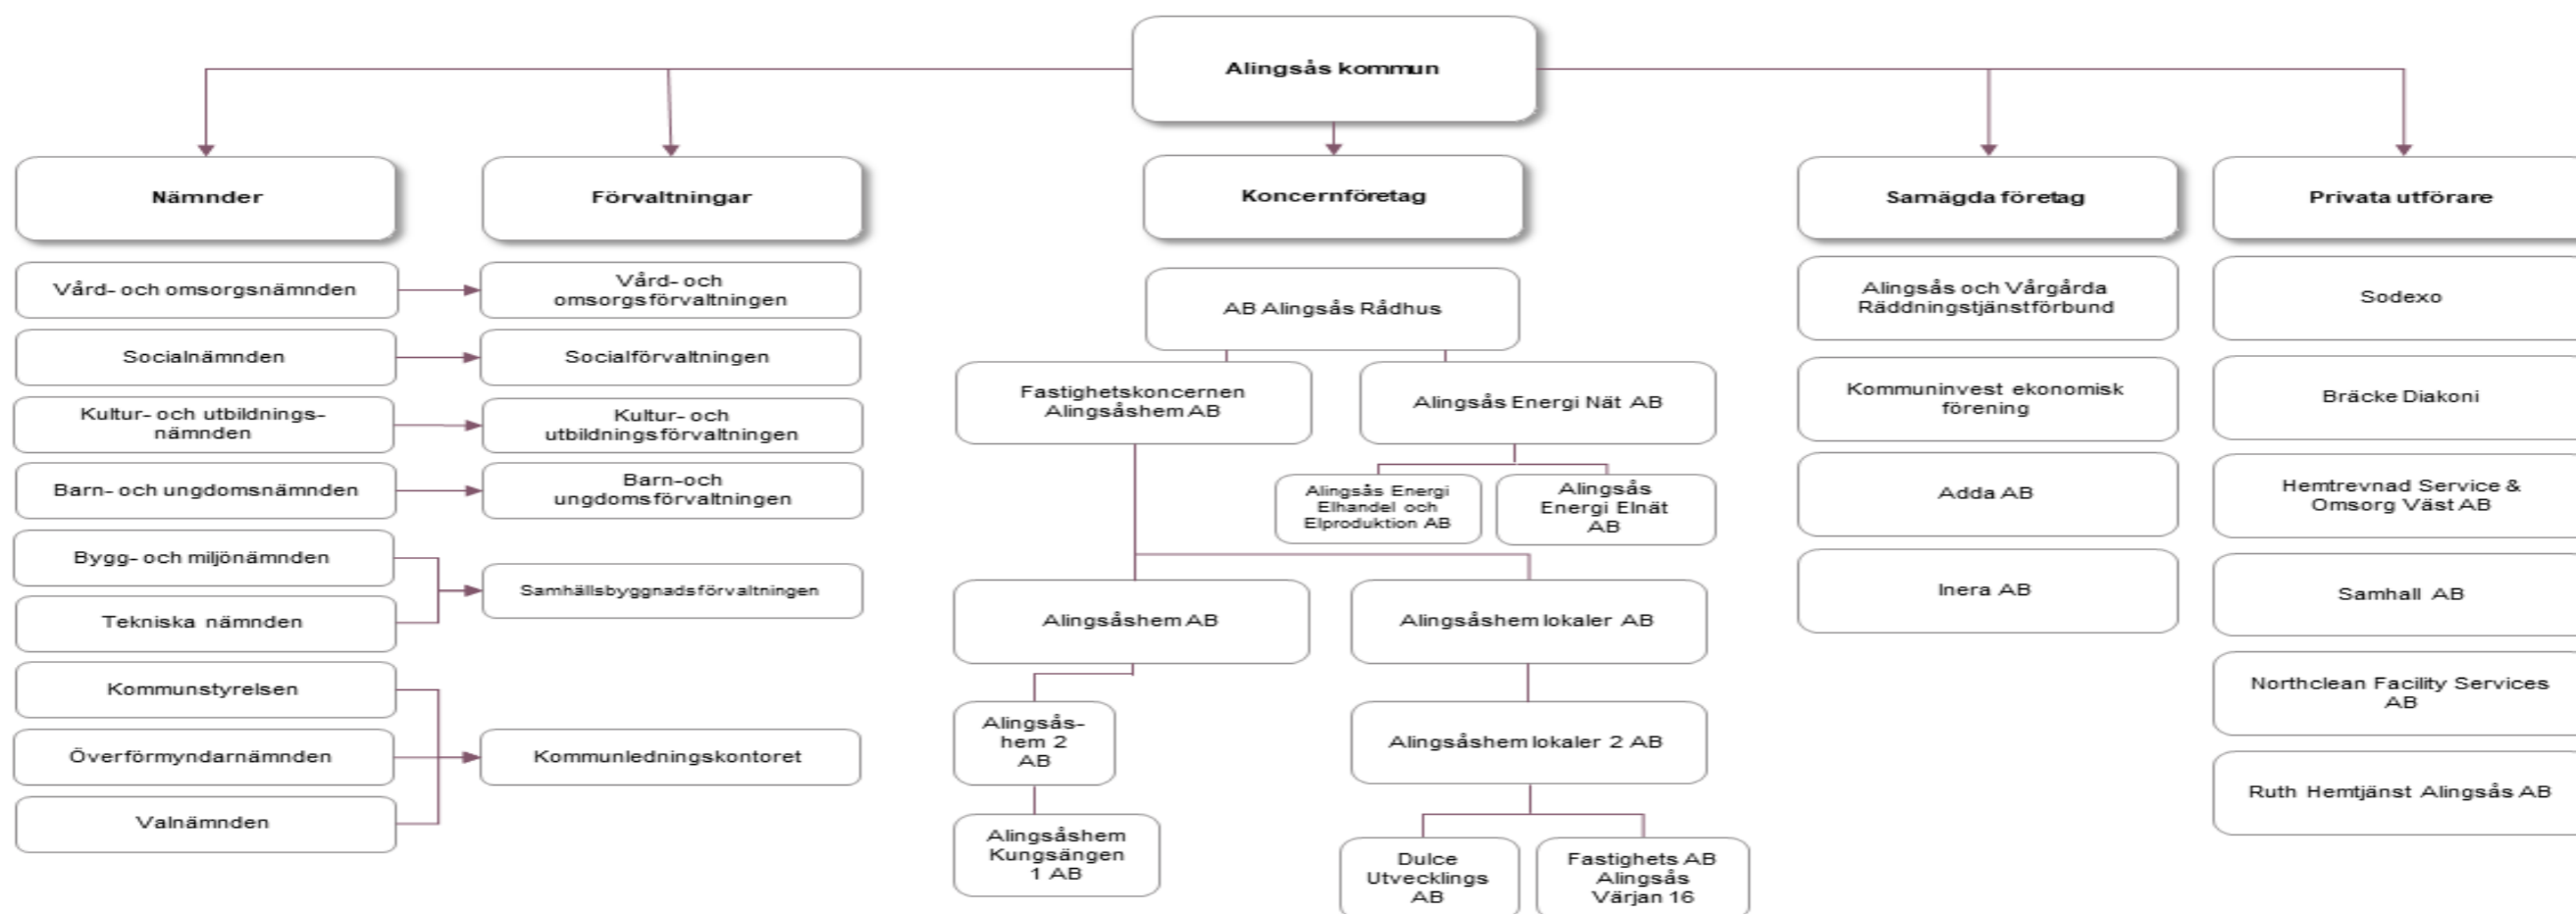 Alingsås kommun
Nämnder
Förvaltningar
Koncernföretag
Samägda företag
Privata utförare
Vård- och omsorgsnämnden
Vård- och
omsorgsförvaltningen
Socialnämnden
Socialförvaltningen
Kultur- och utbildnings-
nämnden
Kultur- och
utbildningsförvaltningen
Barn- och ungdomsnämnden
Barn-och
ungdomsförvaltningen
Bygg- och miljönämnden
Tekniska nämnden
Samhällsbyggnadsförvaltningen
Kommunstyrelsen
Överförmyndarnämnden
Valnämnden
Kommunledningskontoret
AB Alingsås Rådhus
Fastighetskoncernen
Alingsåshem AB
Alingsås Energi Nät AB
Alingsås Energi
Elhandel och
Elproduktion AB
Alingsås
Energi Elnät
AB
Alingsåshem AB
Alingsåshem lokaler AB
Alingsås-
hem 2
AB
Alingsåshem lokaler 2 AB
Alingsåshem
Kungsängen
1 AB
Dulce
Utvecklings
AB
Fastighets AB
Alingsås
Värjan 16
Alingsås och Vårgårda
Räddningstjänstförbund
Kommuninvest ekonomisk
förening
Adda AB
Inera AB
Sodexo
Bräcke Diakoni
Hemtrevnad Service &
Omsorg Väst AB
Samhall AB
Northclean Facility Services
AB
Ruth Hemtjänst Alingsås AB